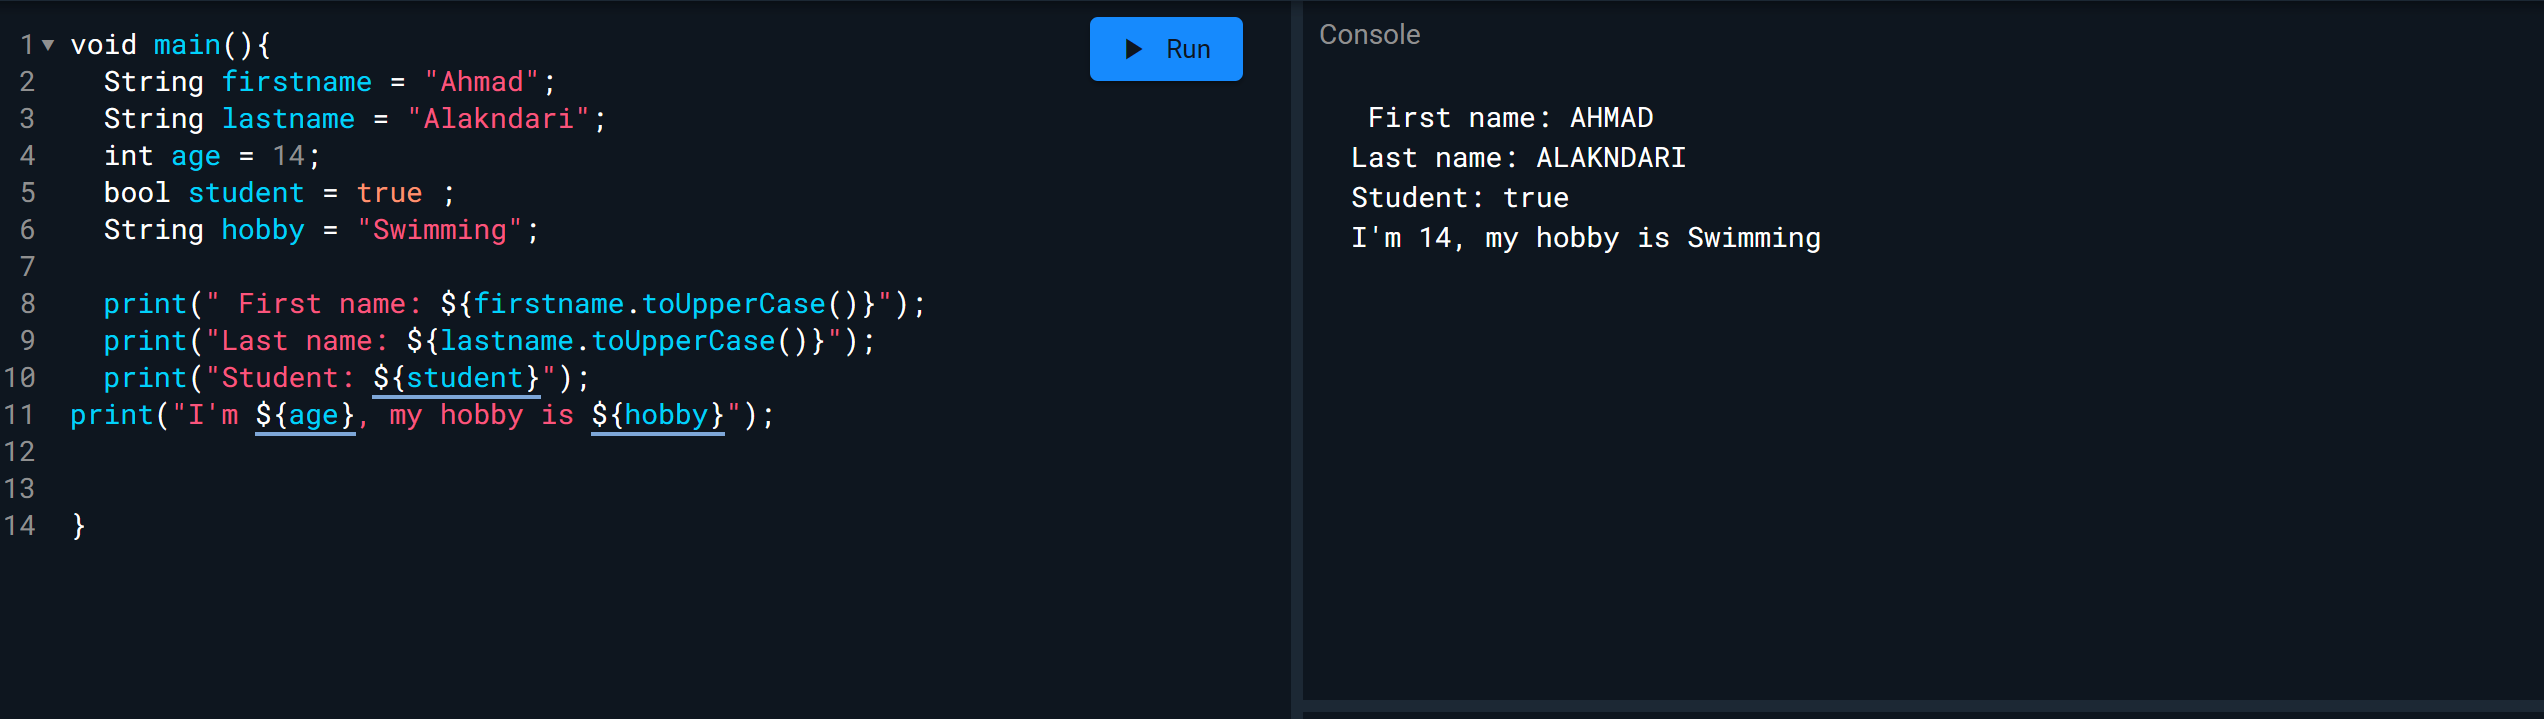 1 void main(){
2 String firstname = "Ahmad";
3 String lastname = "Alakndari";
4 int age = 14;
5 bool student = true ;
6 String hobby = "Swimming";
7
8 print(" First name: ${firstname.toUpperCase()}");
9 print("Last name: ${lastname.toUpperCase()}");
10 print("Student: ${student}");
11 print("I'm ${age}, my hobby is ${hobby}");
12
13
14 }
Run
Console
First name: AHMAD
Last name: ALAKNDARI
Student: true
I'm 14, my hobby is Swimming